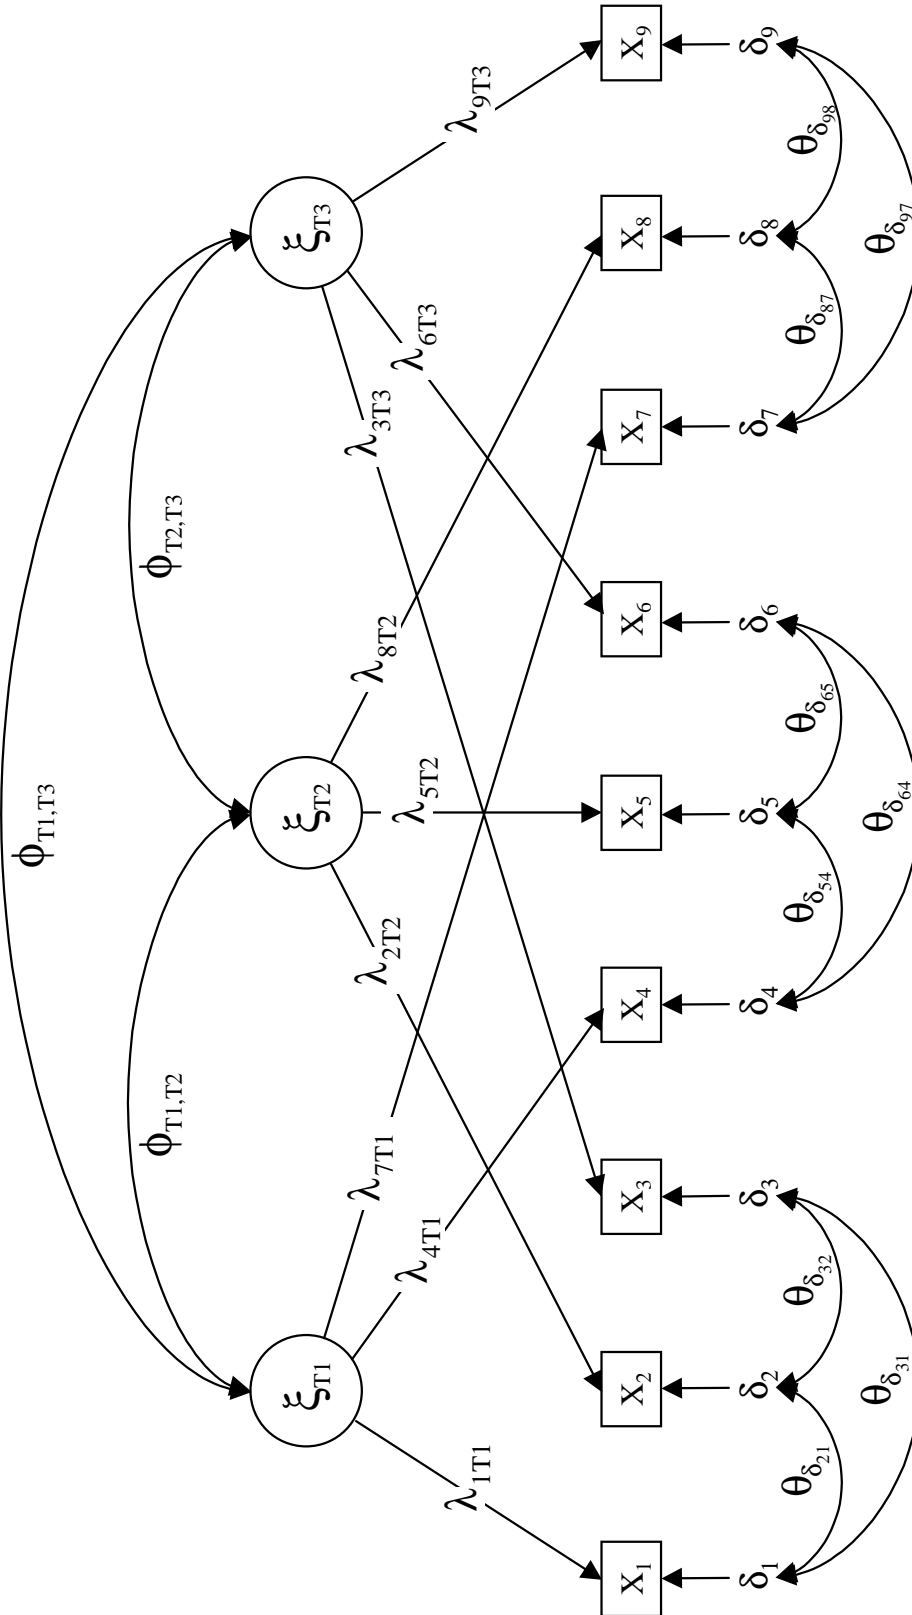 ϕT1,T3
ϕT1,T2
ϕT2,T3
ξT1
ξT2
ξT3
λ1T1
λ4T1
λ7T1
λ2T2
λ5T2
λ8T2
λ3T3
λ6T3
λ9T3
X1
X2
X3
X4
X5
X6
X7
X8
X9
δ1
δ2
δ3
δ4
δ5
δ6
δ7
δ8
δ9
θδ21
θδ32
θδ54
θδ65
θδ87
θδ98
θδ31
θδ64
θδ97